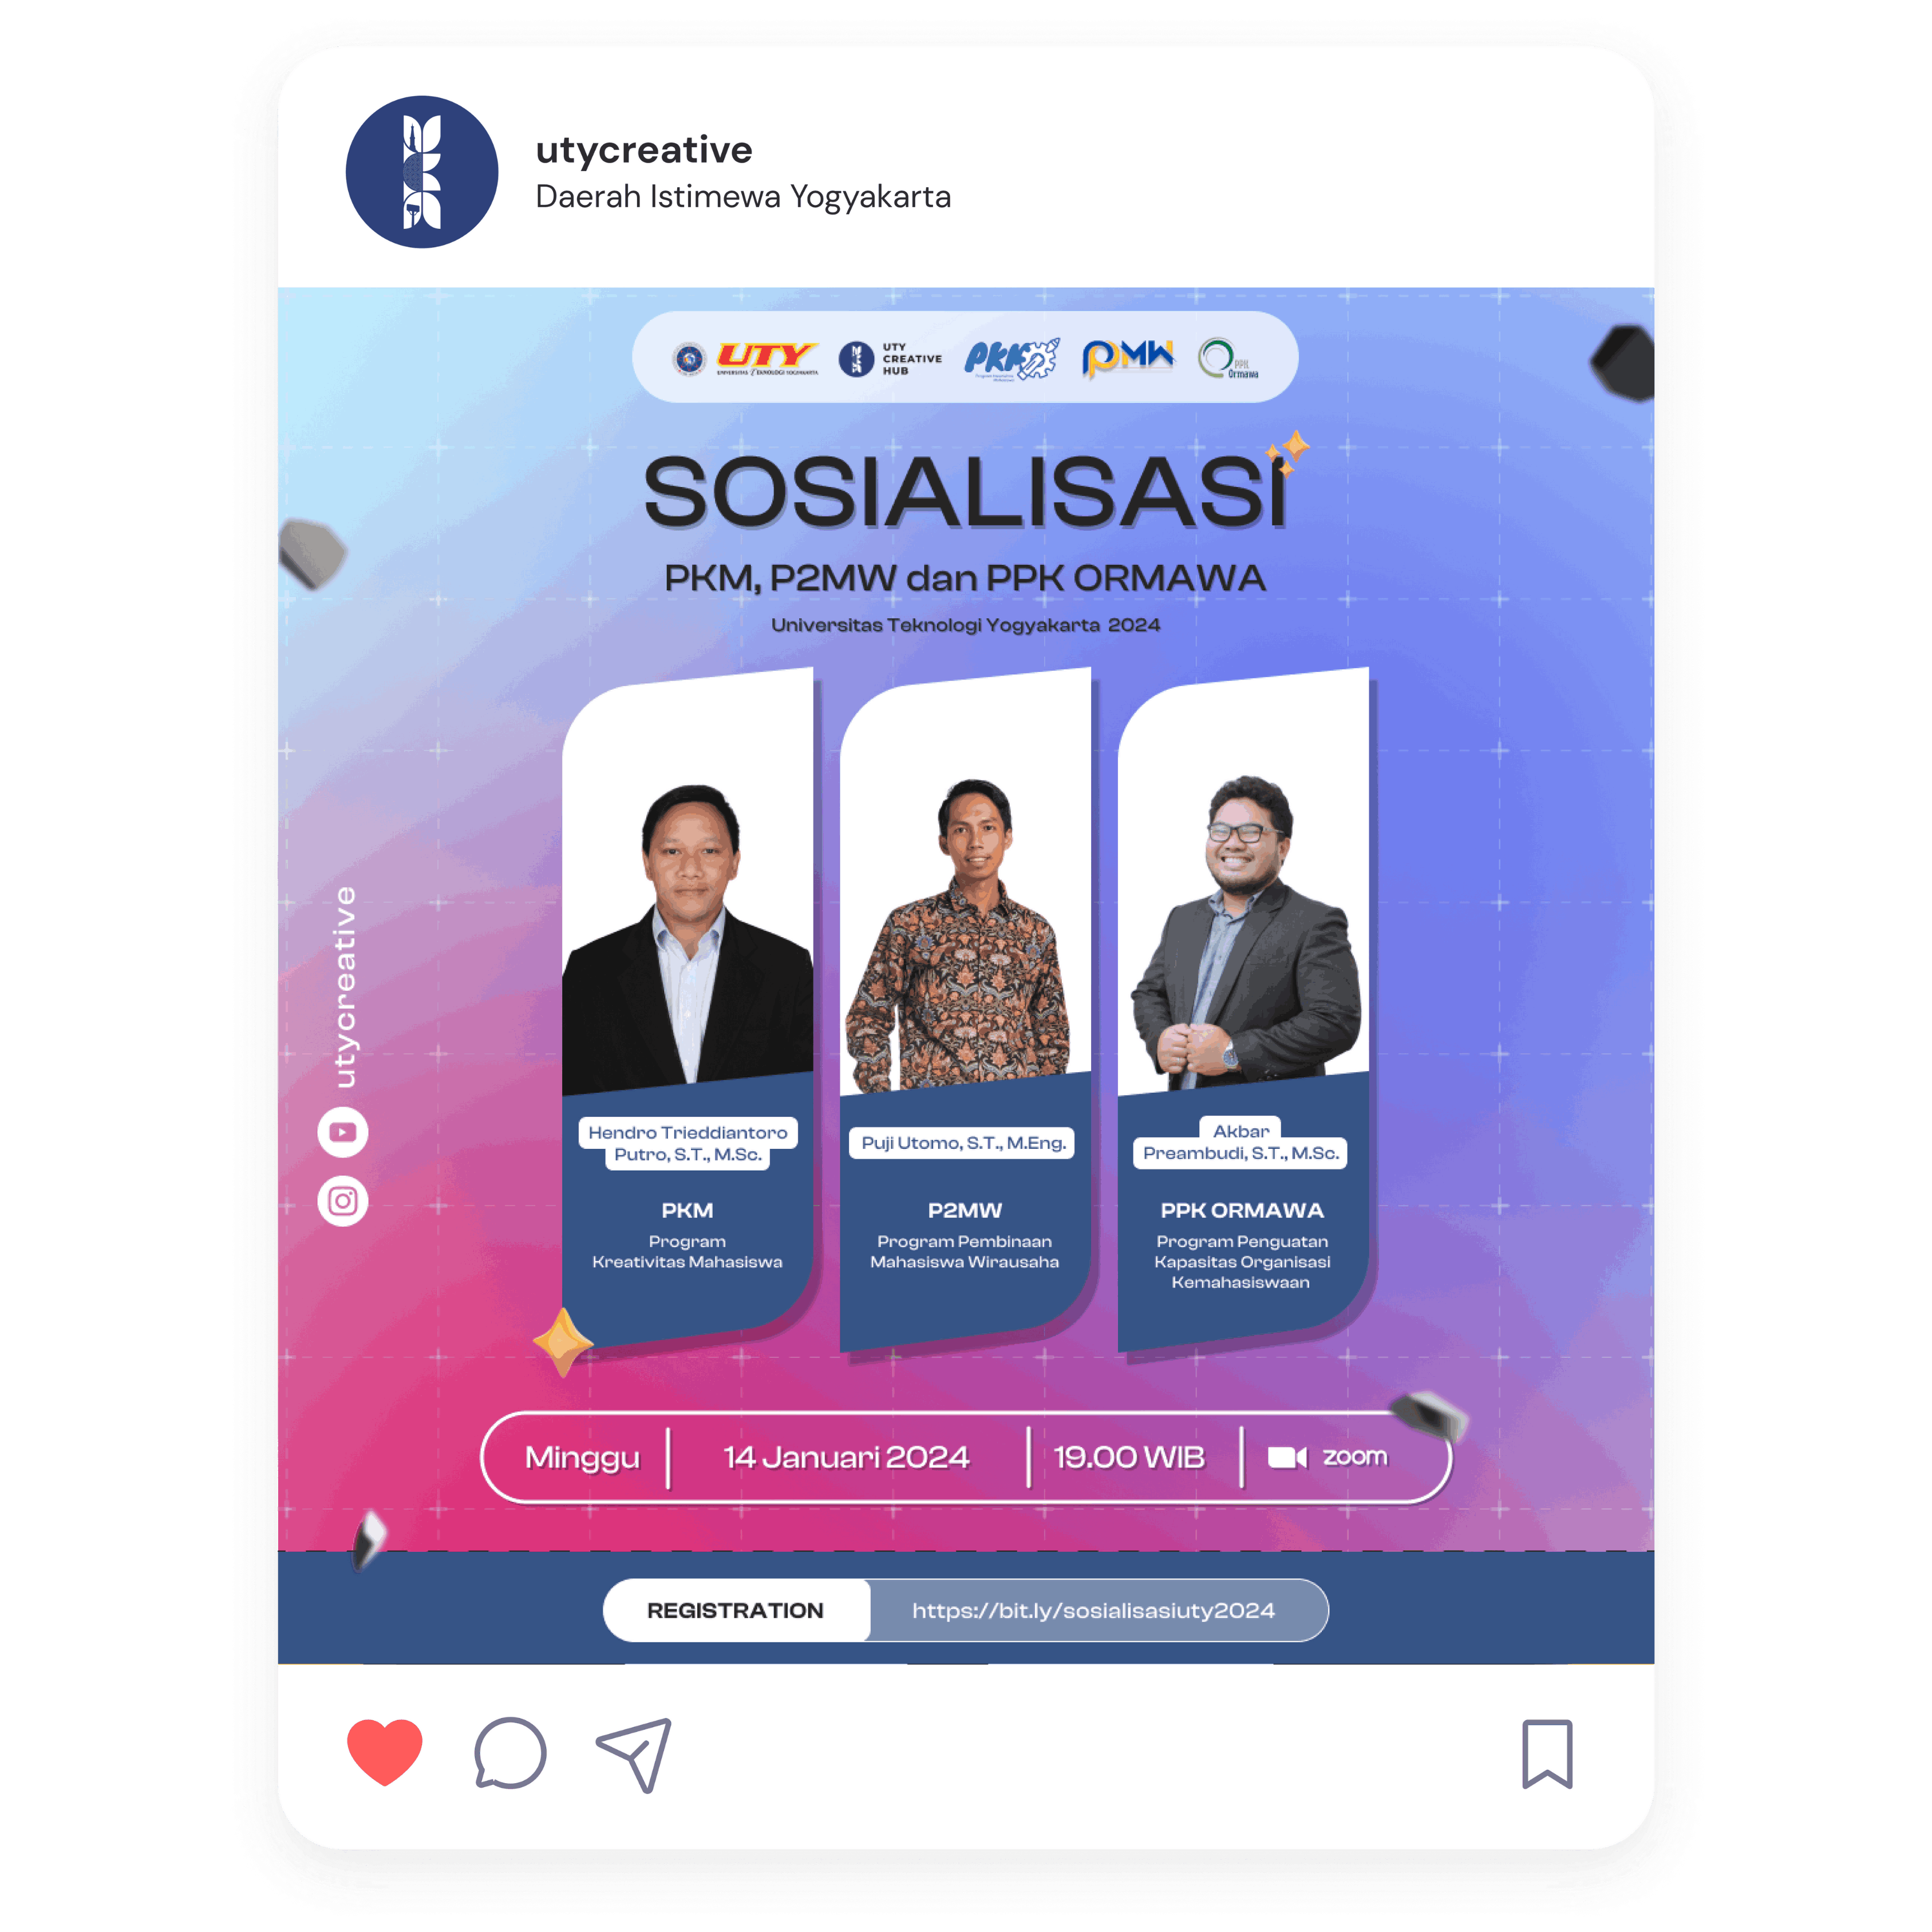 utycreative
Daerah Istimewa Yogyakarta
UTY
UNIVERSITAS TEKNOLOGI YOGYAKARTA
UTY
CREATIVE
HUB
PKM
PMW
PPK
Ormawa
SOSIALISASI
PKM, P2MW dan PPK ORMAWA
Universitas Teknologi Yogyakarta 2024
utycreative
Hendro Trieddiantoro
Putro, S.T., M.Sc.
PKM
Program
Kreativitas Mahasiswa
Puji Utomo, S.T., M.Eng.
P2MW
Program Pembinaan
Mahasiswa Wirausaha
Akbar
Preambudi, S.T., M.Sc.
PPK ORMAWA
Program Penguatan
Kapasitas Organisasi
Kemahasiswaan
Minggu
14 Januari 2024
19.00 WIB
zoom
REGISTRATION
https://bit.ly/sosialisasiuty2024